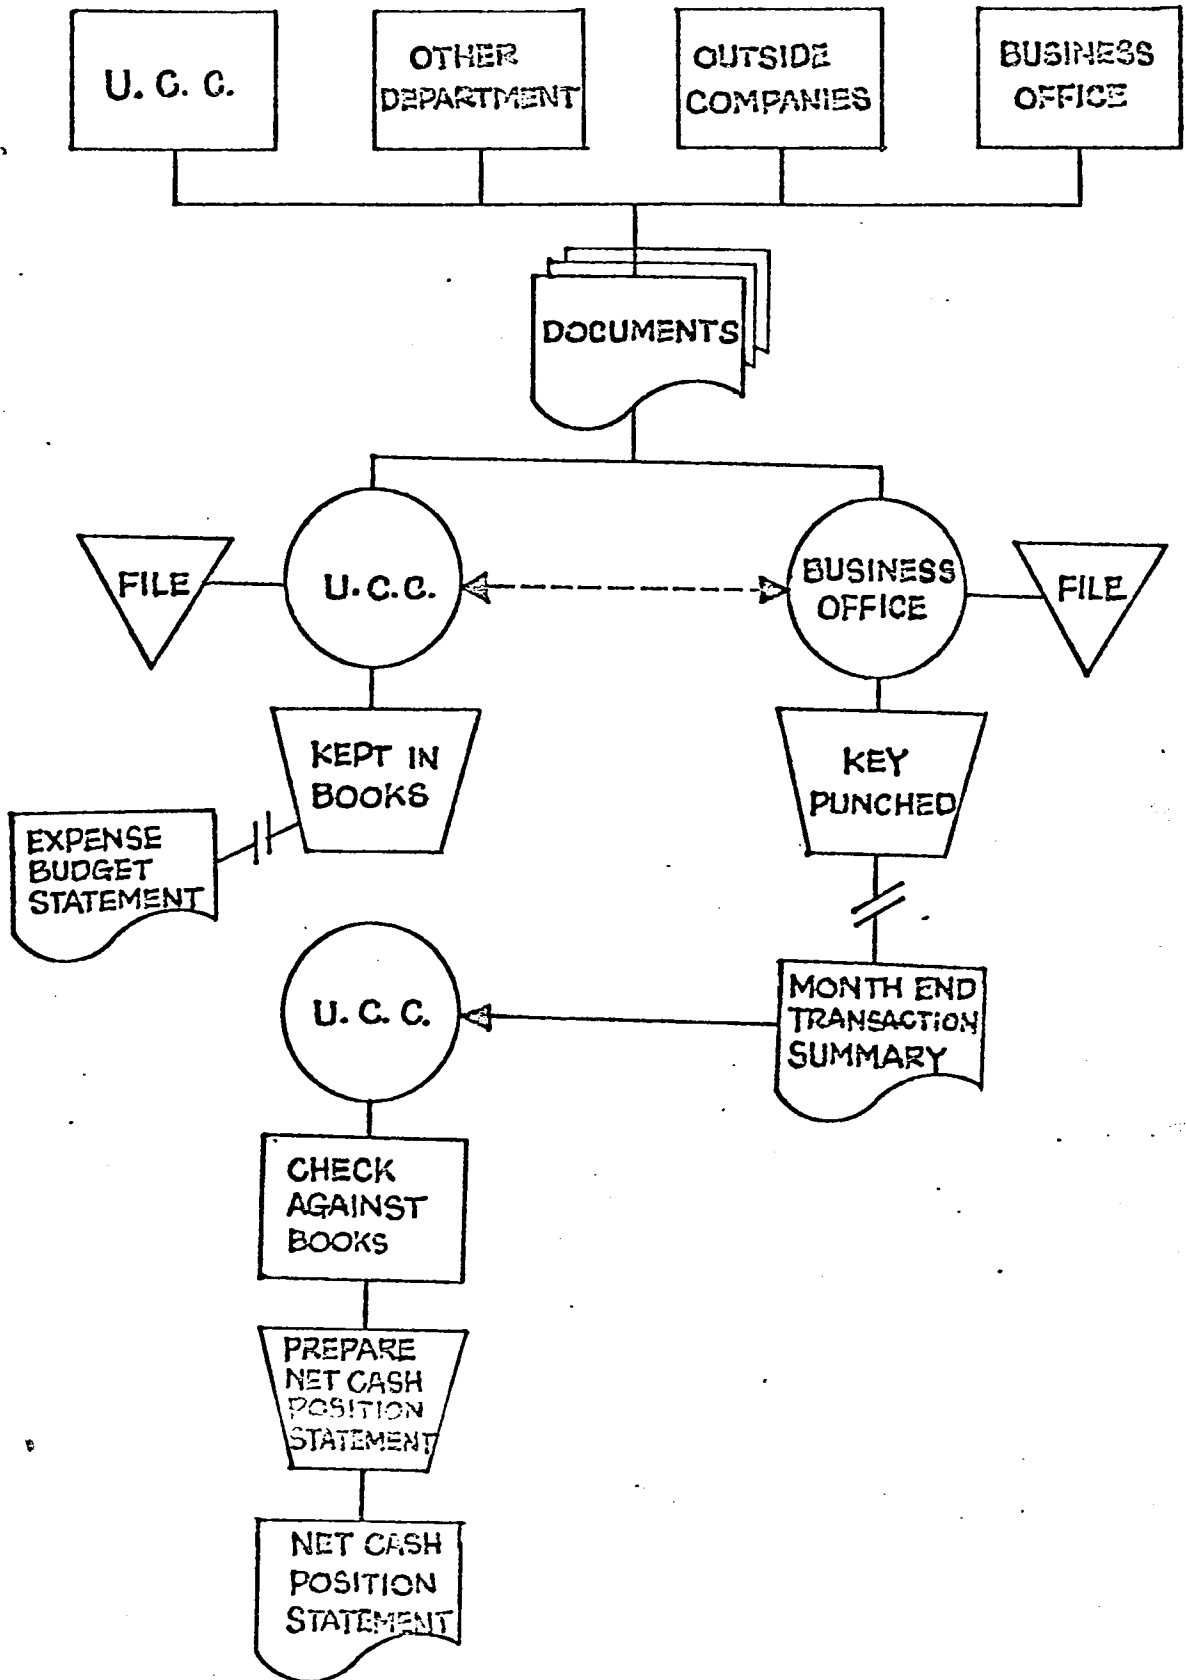 U. C. C.
OTHER
DEPARTMENT
OUTSIDE
COMPANIES
BUSINESS
OFFICE
DOCUMENTS
FILE
U.C.C.
BUSINESS
OFFICE
FILE
KEPT IN
BOOKS
KEY
PUNCHED
EXPENSE
BUDGET
STATEMENT
U. C. C.
MONTH END
TRANSACTION
SUMMARY
CHECK
AGAINST
BOOKS
PREPARE
NET CASH
POSITION
STATEMENT
NET CASH
POSITION
STATEMENT